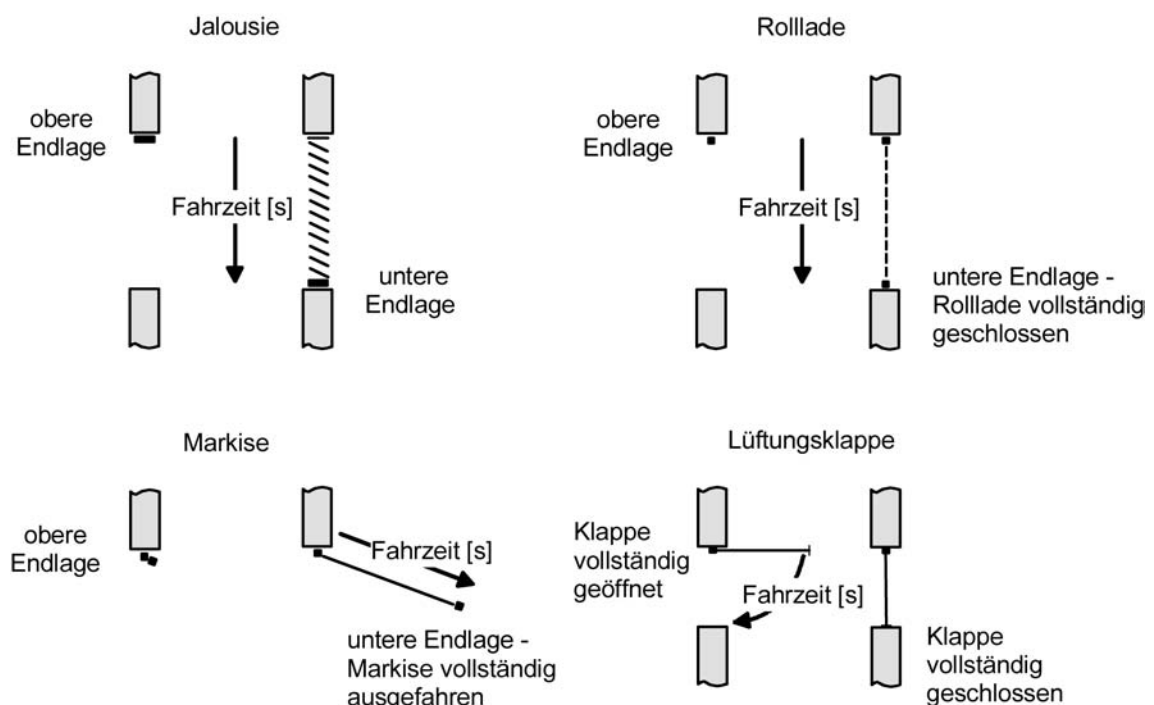 Jalousie
obere
Endlage
Fahrzeit [s]
untere
Endlage
Rolllade
obere
Endlage
Fahrzeit [s]
untere Endlage -
Rolllade vollständig
geschlossen
Markise
obere
Endlage
Fahrzeit [s]
untere Endlage -
Markise vollständig
ausgefahren
Lüftungsklappe
Klappe
vollständig
geöffnet
Fahrzeit [s]
Klappe
vollständig
geschlossen